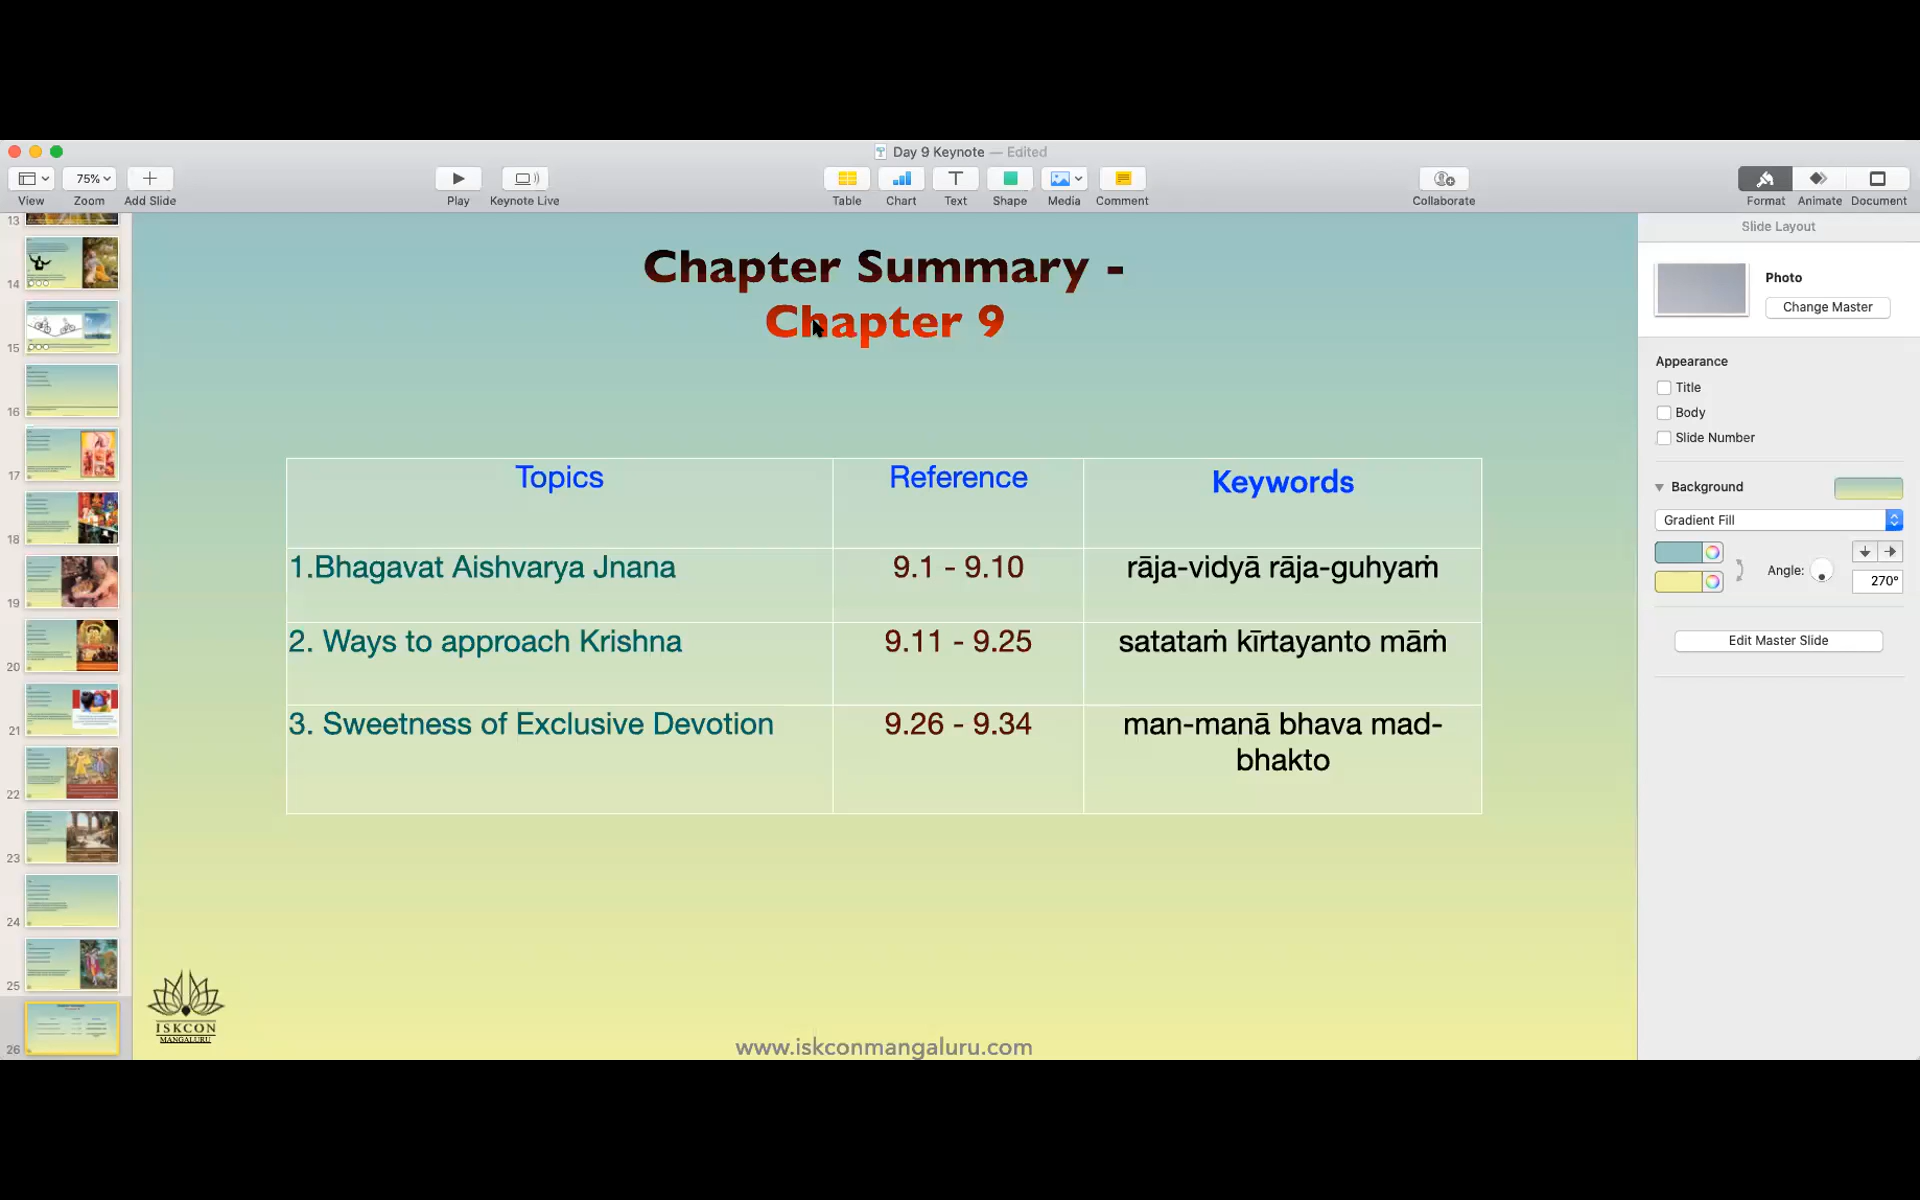 Day 9 Keynote — Edited
View
75%
Zoom
Add Slide
Play
Keynote Live
Table
Chart
Text
Shape
Media
Comment
Collaborate
Format
Animate
Document
13
14
15
16
17
18
19
20
21
22
23
24
25
26
Chapter Summary -
Chapter 9
Topics Reference Keywords
1.Bhagavat Aishvarya Jnana 9.1 - 9.10 rāja-vidyā rāja-guhyaṁ
2. Ways to approach Krishna 9.11 - 9.25 satataṁ kīrtayanto māṁ
3. Sweetness of Exclusive Devotion 9.26 - 9.34 man-manā bhava mad-
bhakto
ISKCON
MANGALURU
www.iskconmangaluru.com
Slide Layout
Photo
Change Master
Appearance
Title
Body
Slide Number
Background
Gradient Fill
Angle:
270°
Edit Master Slide